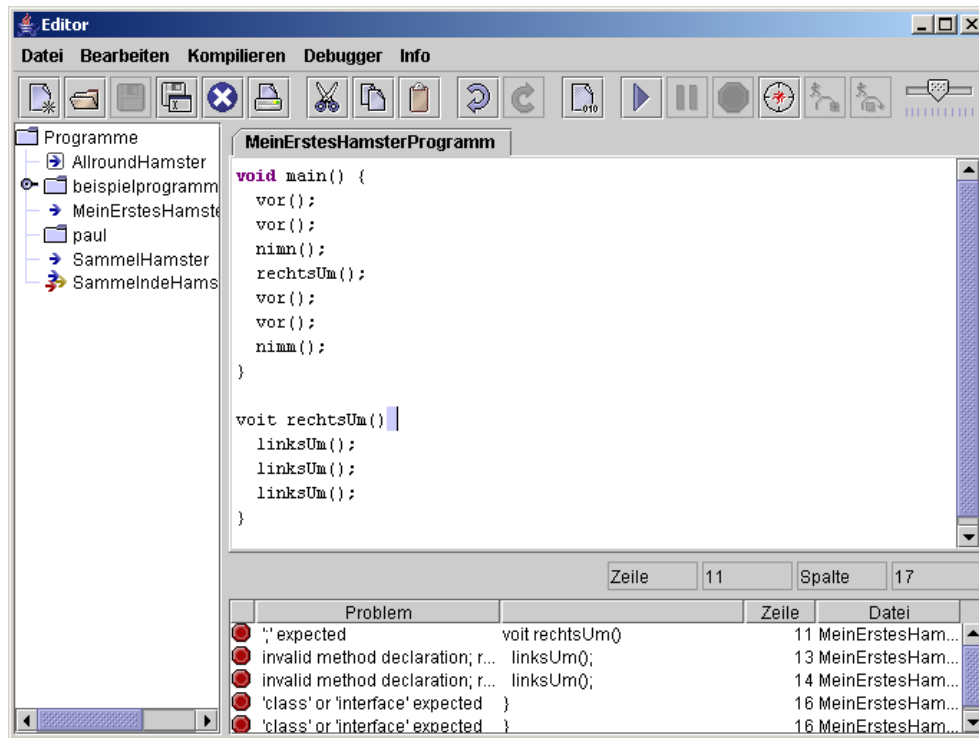 Editor
Datei Bearbeiten Kompilieren Debugger Info
010
Programme
AllroundHamster
beispielprogramm
MeinErstesHamste
paul
SammelHamster
SammelndeHams
MeinErstesHamsterProgramm
void main() {
vor();
vor();
nimn();
rechtsUm();
vor();
vor();
nimm();
}
voit rechtsUm()
linksUm();
linksUm();
linksUm();
}
Zeile 11 Spalte 17
Problem Zeile Datei
';' expected voit rechtsUm() 11 MeinErstesHam...
invalid method declaration; r... linksUm(); 13 MeinErstesHam...
invalid method declaration; r... linksUm(); 14 MeinErstesHam...
'class' or 'interface' expected } 16 MeinErstesHam...
'class' or 'interface' expected } 16 MeinErstesHam...